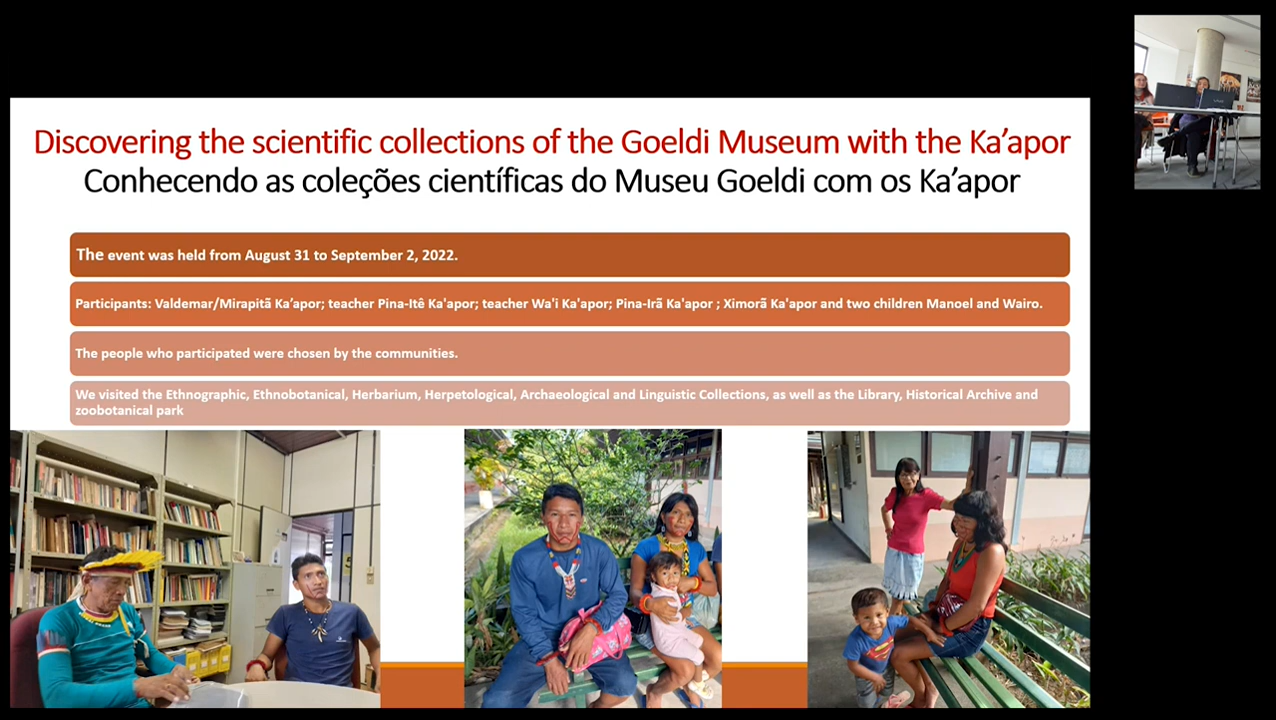 Discovering the scientific collections of the Goeldi Museum with the Ka’apor
Conhecendo as coleções científicas do Museu Goeldi com os Ka’apor
The event was held from August 31 to September 2, 2022.
Participants: Valdemar/Mirapitã Ka’apor; teacher Pina-Itê Ka'apor; teacher Wa'i Ka'apor; Pina-Irã Ka'apor ; Ximorã Ka'apor and two children Manoel and Wairo.
The people who participated were chosen by the communities.
We visited the Ethnographic, Ethnobotanical, Herbarium, Herpetological, Archaeological and Linguistic Collections, as well as the Library, Historical Archive and
zoobotanical park